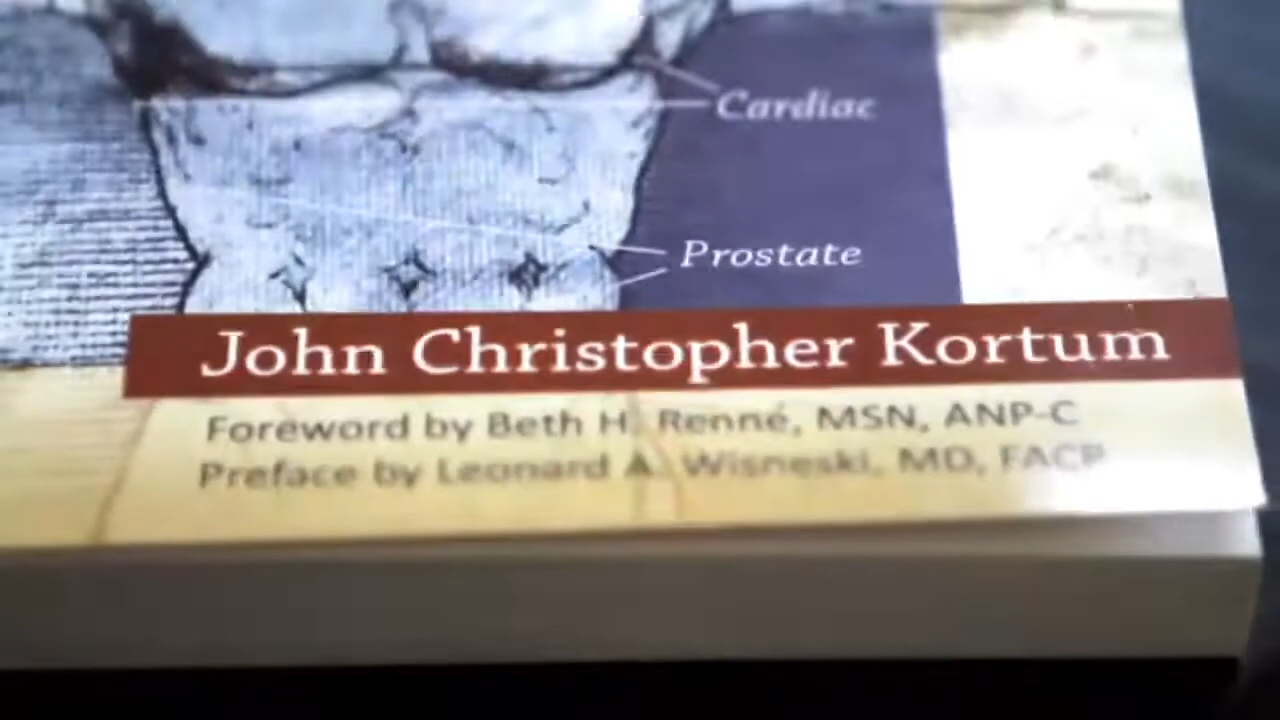 Cardiac
Prostate
John Christopher Kortum
Foreword by Beth H. Renné, MSN, ANP-C
Preface by Leonard A. Wisneski, MD, FACP